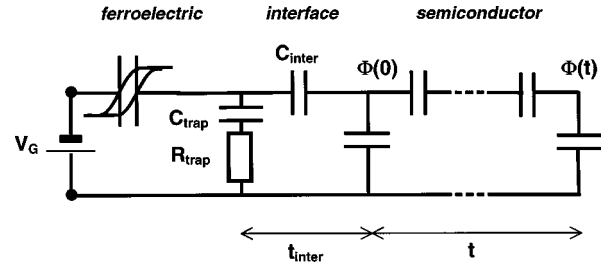 ferroelectric interface semiconductor
C_inter Φ(0) Φ(t)
C_trap
V_G R_trap
t_inter t